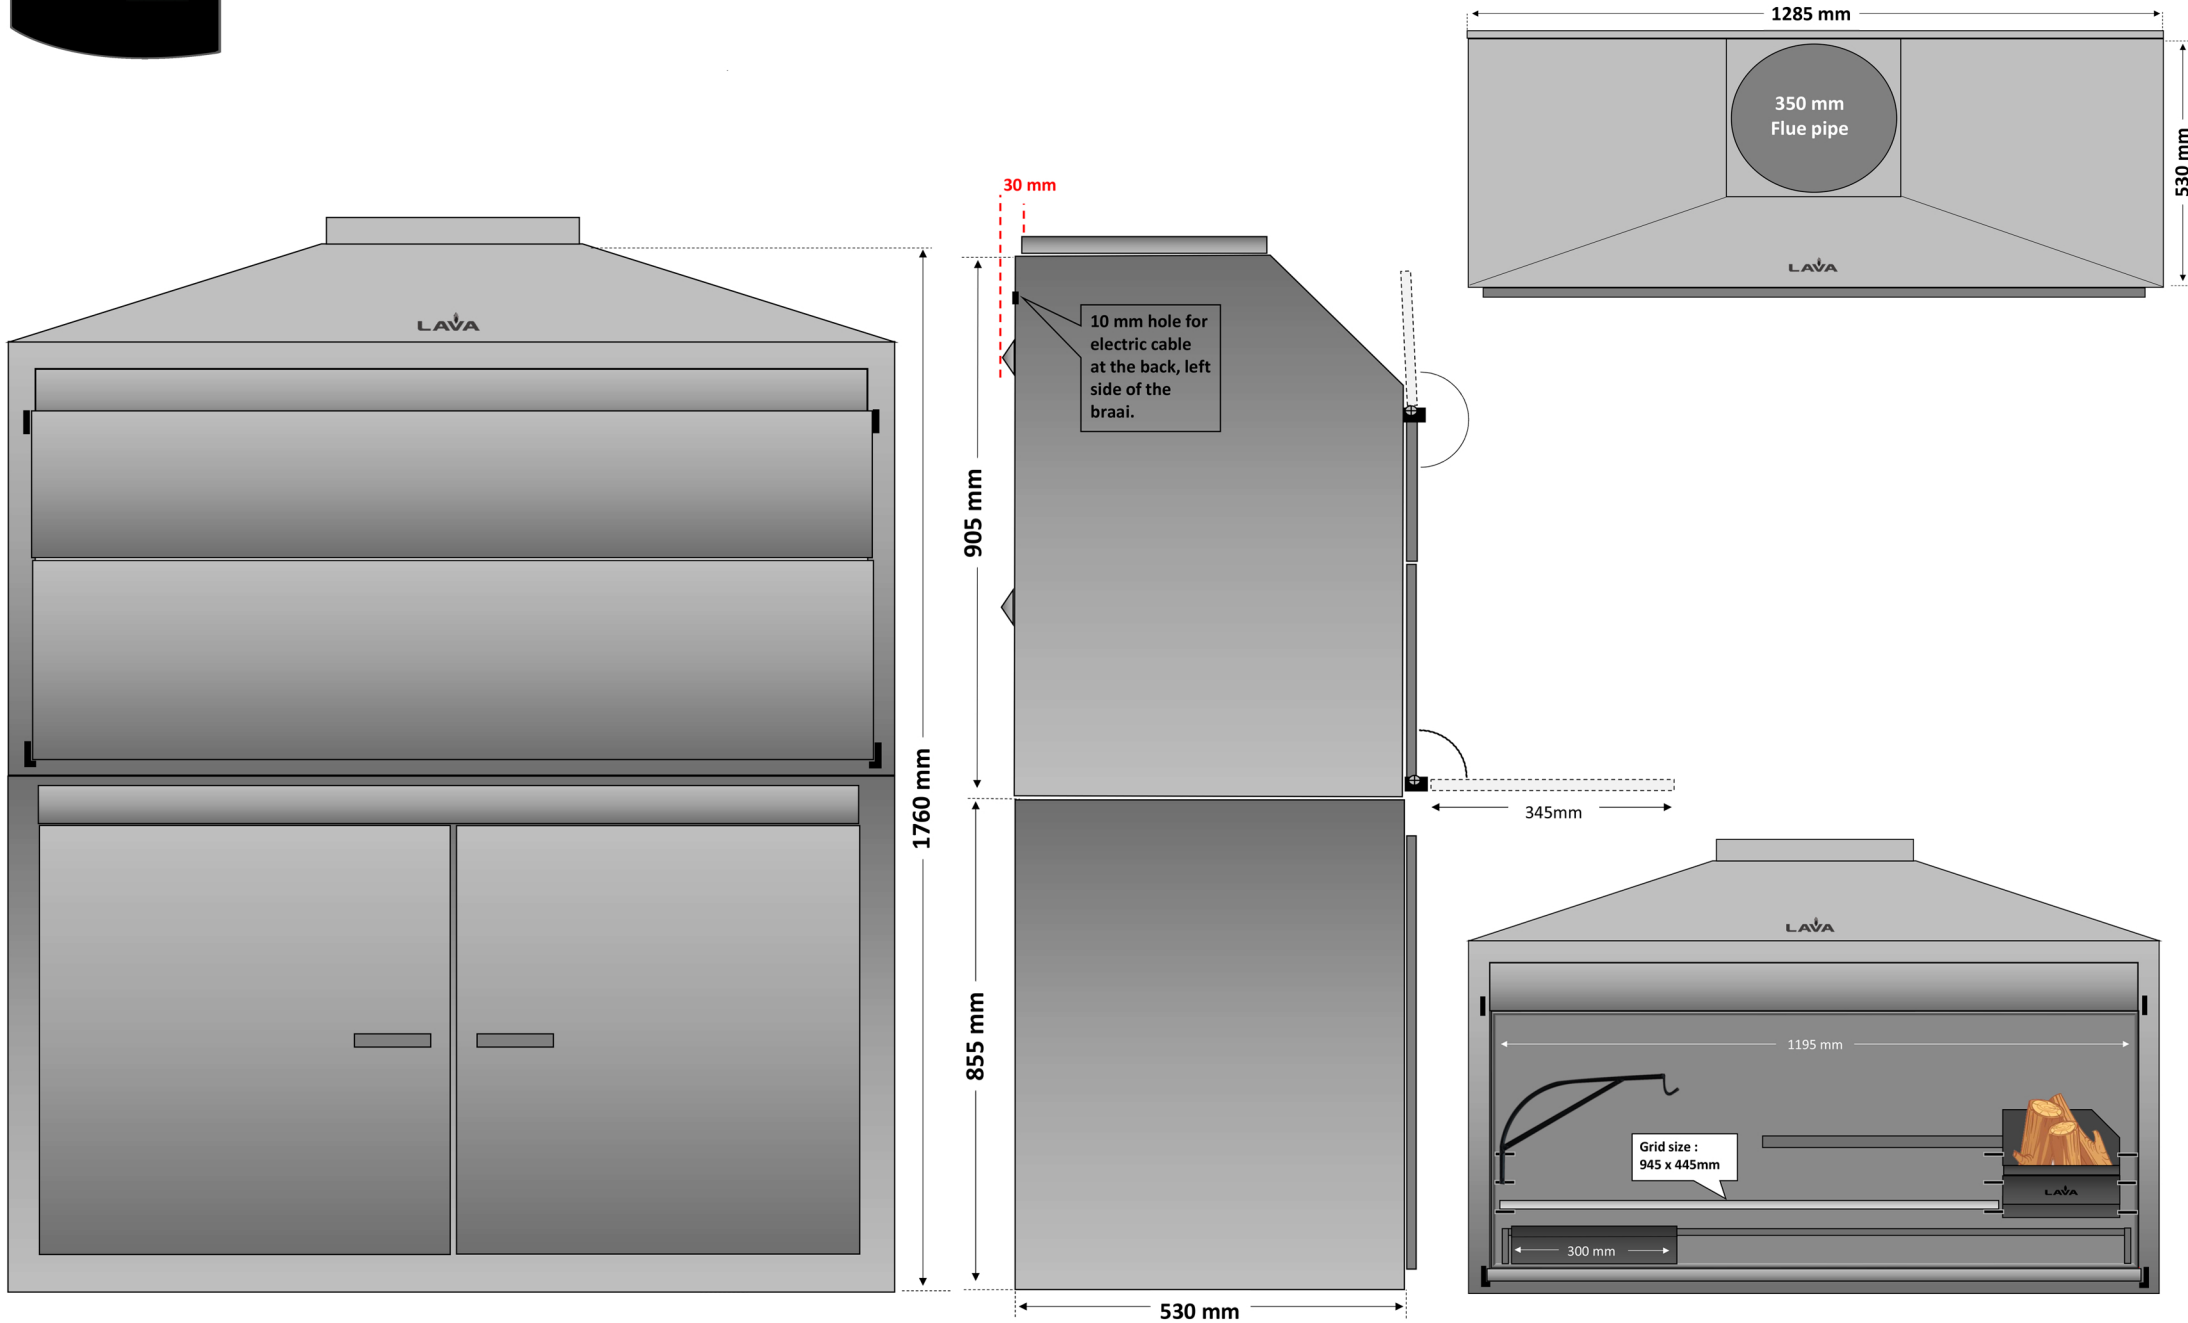 1285 mm
350 mm
Flue pipe
530 mm
LAVA
30 mm
LAVA
10 mm hole for
electric cable
at the back, left
side of the
braai.
905 mm
1760 mm
345mm
855 mm
530 mm
LAVA
1195 mm
Grid size :
945 x 445mm
LAVA
300 mm